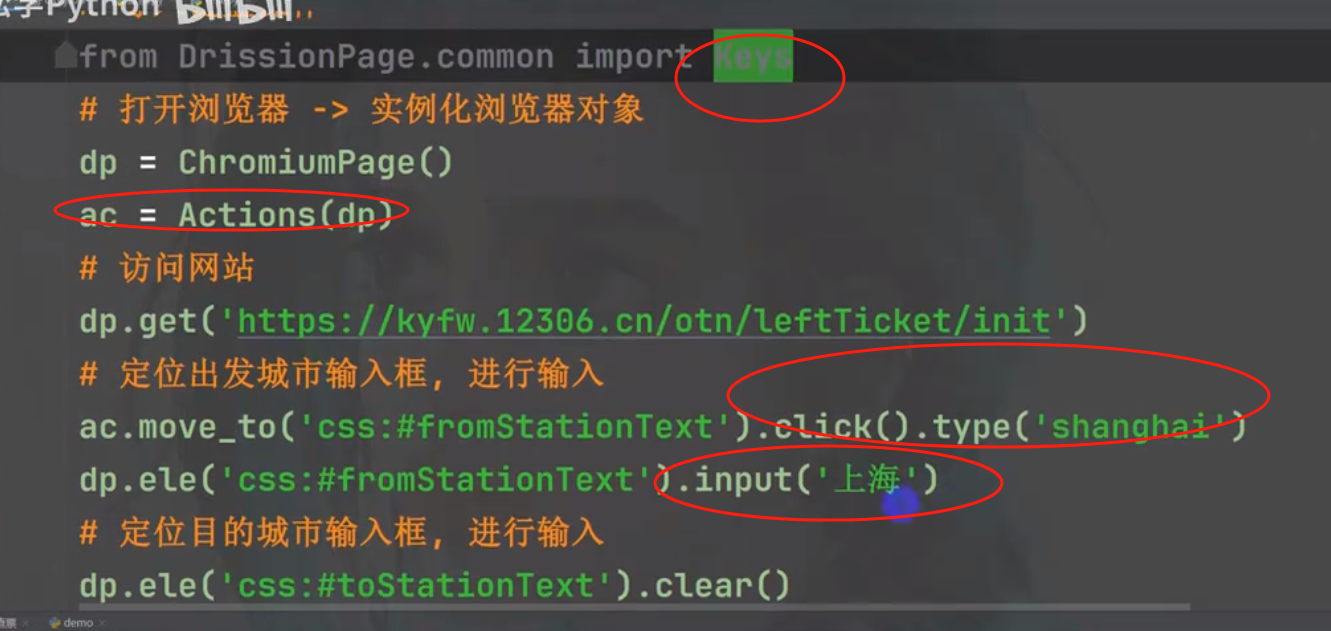 学Python bilibili
from DrissionPage.common import Keys
# 打开浏览器 -> 实例化浏览器对象
dp = ChromiumPage()
ac = Actions(dp)
# 访问网站
dp.get('https://kyfw.12306.cn/otn/leftTicket/init')
# 定位出发城市输入框, 进行输入
ac.move_to('css:#fromStationText').click().type('shanghai')
dp.ele('css:#fromStationText').input('上海')
# 定位目的城市输入框, 进行输入
dp.ele('css:#toStationText').clear()
demo